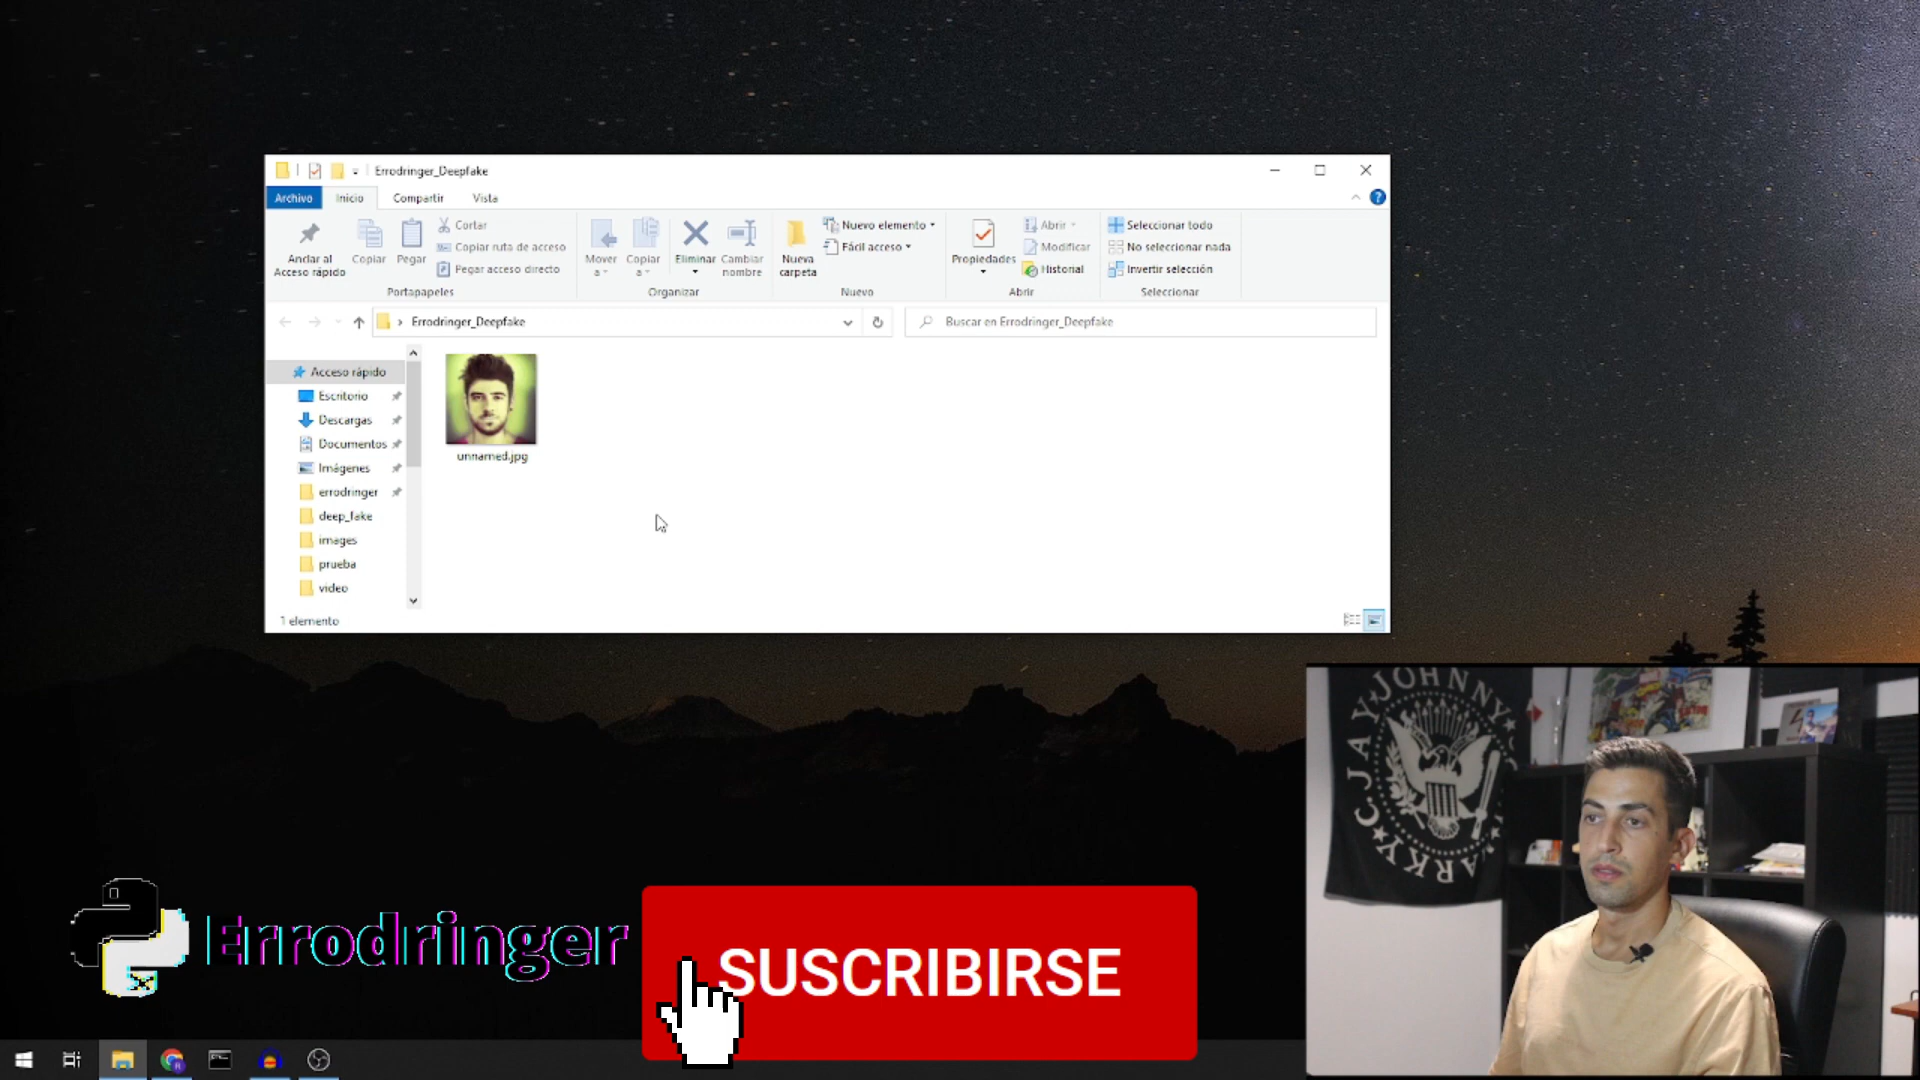 Errodringer_Deepfake
Archivo
Inicio
Compartir
Vista
Anclar al
Acceso rápido
Copiar
Pegar
Cortar
Copiar ruta de acceso
Pegar acceso directo
Portapapeles
Mover
a
Copiar
a
Eliminar
Cambiar
nombre
Organizar
Nueva
carpeta
Nuevo elemento
Fácil acceso
Nuevo
Propiedades
Abrir
Modificar
Historial
Abrir
Seleccionar todo
No seleccionar nada
Invertir selección
Seleccionar
Errodringer_Deepfake
Buscar en Errodringer_Deepfake
Acceso rápido
Escritorio
Descargas
Documentos
Imágenes
errodringer
deep_fake
images
prueba
video
unnamed.jpg
1 elemento
Errodringer
SUSCRIBIRSE
JOHNNY
C.JAY
ARKY